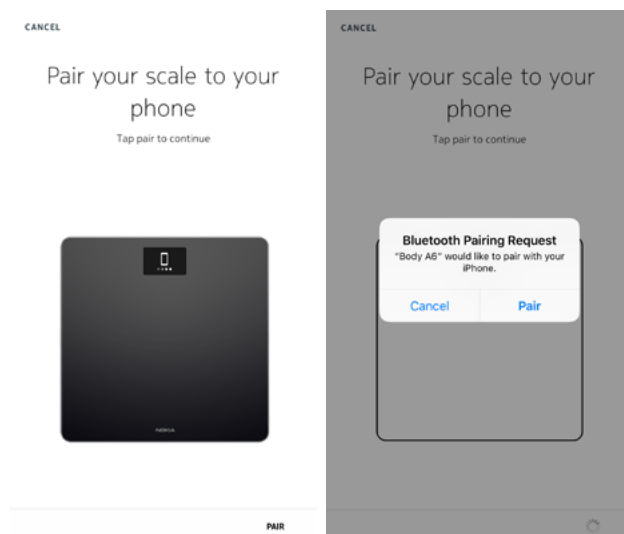 CANCEL
Pair your scale to your
phone
Tap pair to continue
NOKIA
PAIR
CANCEL
Pair your scale to your
phone
Tap pair to continue
Bluetooth Pairing Request
"Body A6" would like to pair with your
iPhone.
Cancel Pair